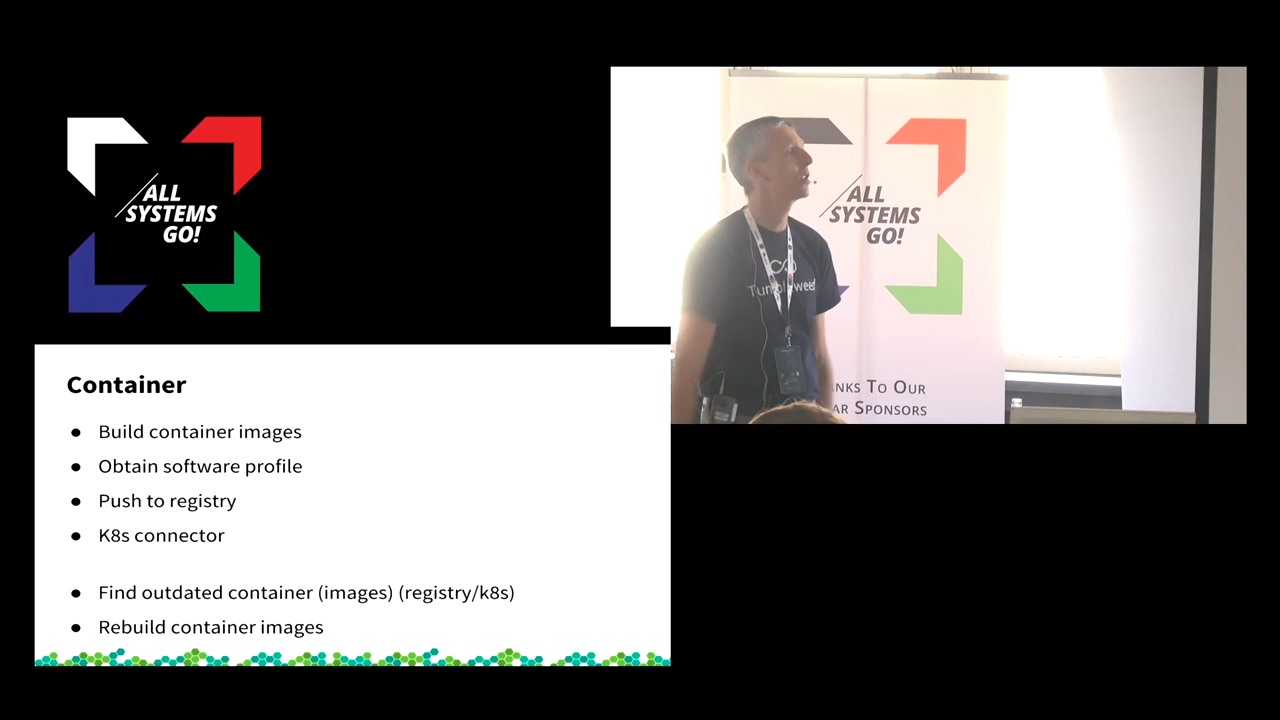 ALL
SYSTEMS
GO!
ALL
SYSTEMS
GO!
Tumbleweed
NKS TO OUR
AR SPONSORS
Container
● Build container images
● Obtain software profile
● Push to registry
● K8s connector
● Find outdated container (images) (registry/k8s)
● Rebuild container images